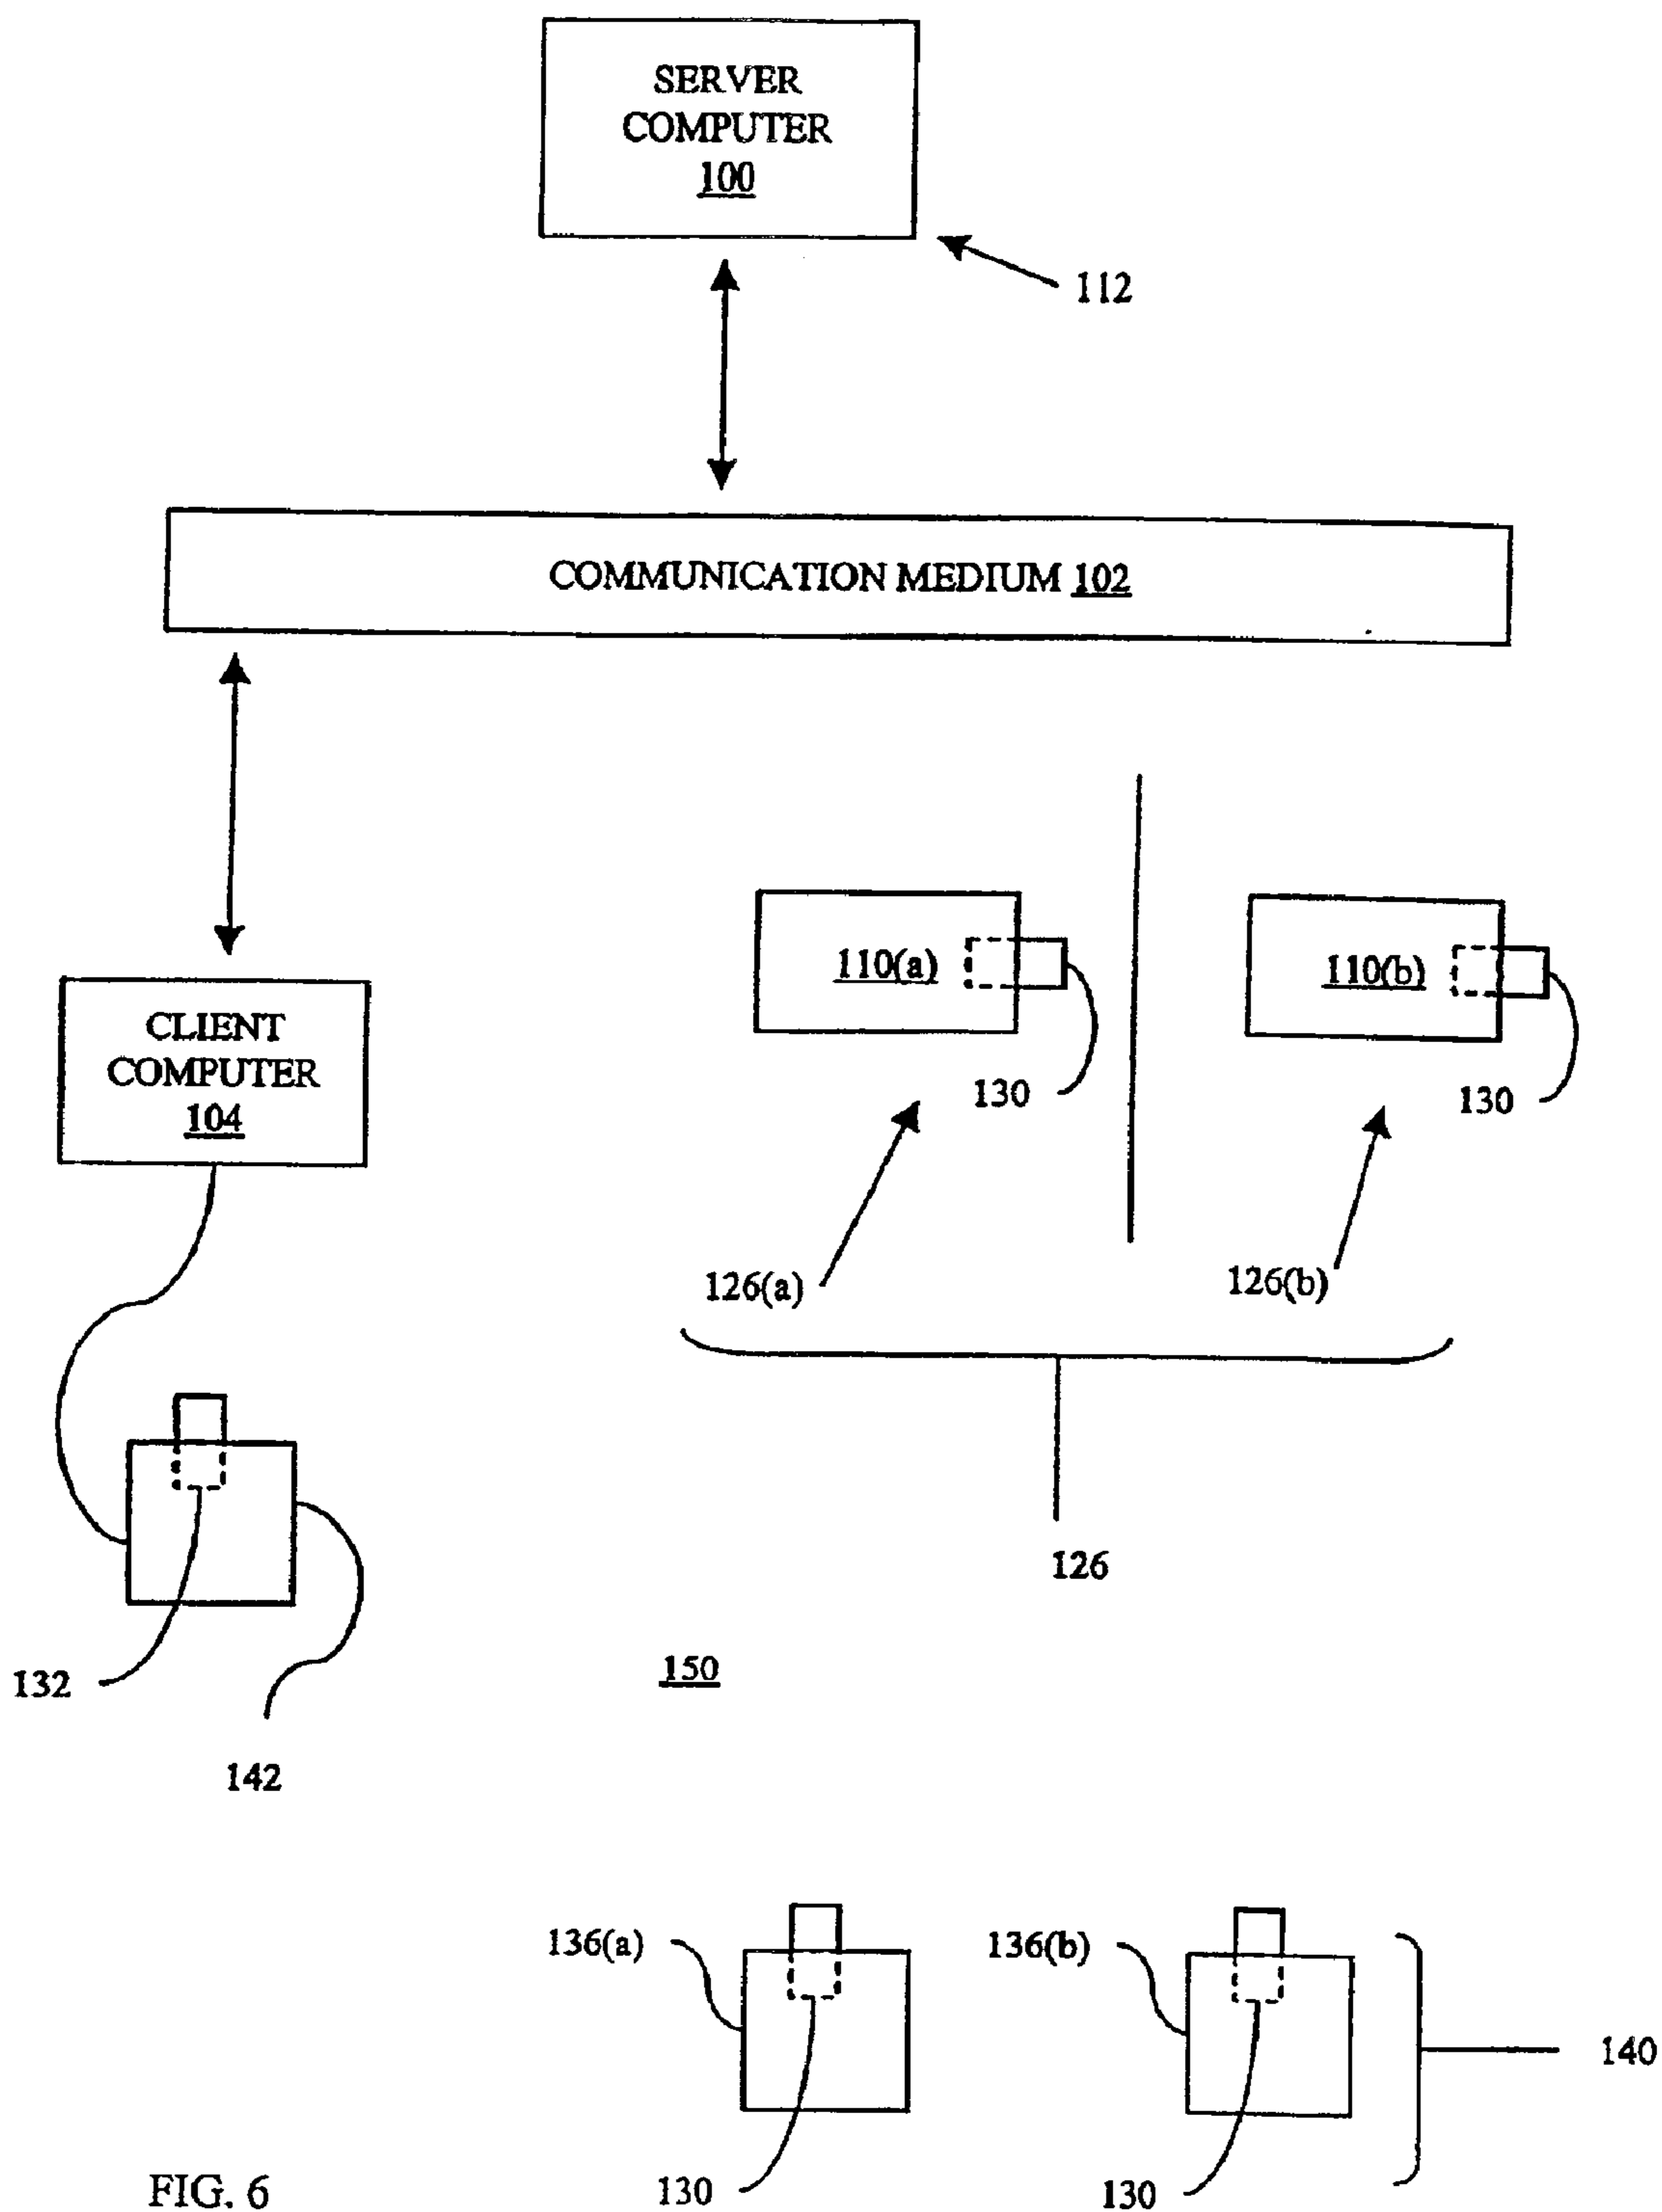 SERVER
COMPUTER
100
112
COMMUNICATION MEDIUM 102
CLIENT
COMPUTER
104
110(a)
110(b)
130
130
126(a)
126(b)
126
132
142
150
136(a)
136(b)
140
130
130
FIG. 6